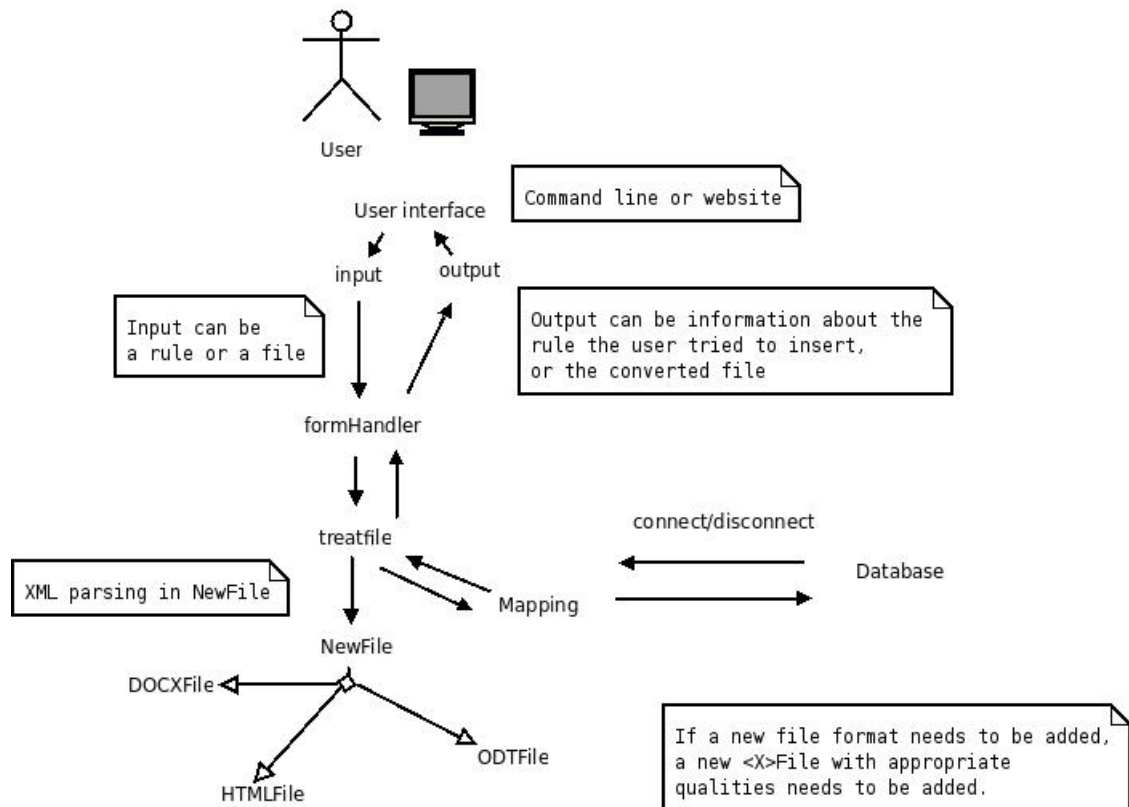 User
Command line or website
User interface
input
output
Input can be
a rule or a file
Output can be information about the
rule the user tried to insert,
or the converted file
formHandler
connect/disconnect
treatfile
Database
XML parsing in NewFile
Mapping
NewFile
DOCXFile
ODTFile
HTMLFile
If a new file format needs to be added,
a new <X>File with appropriate
qualities needs to be added.